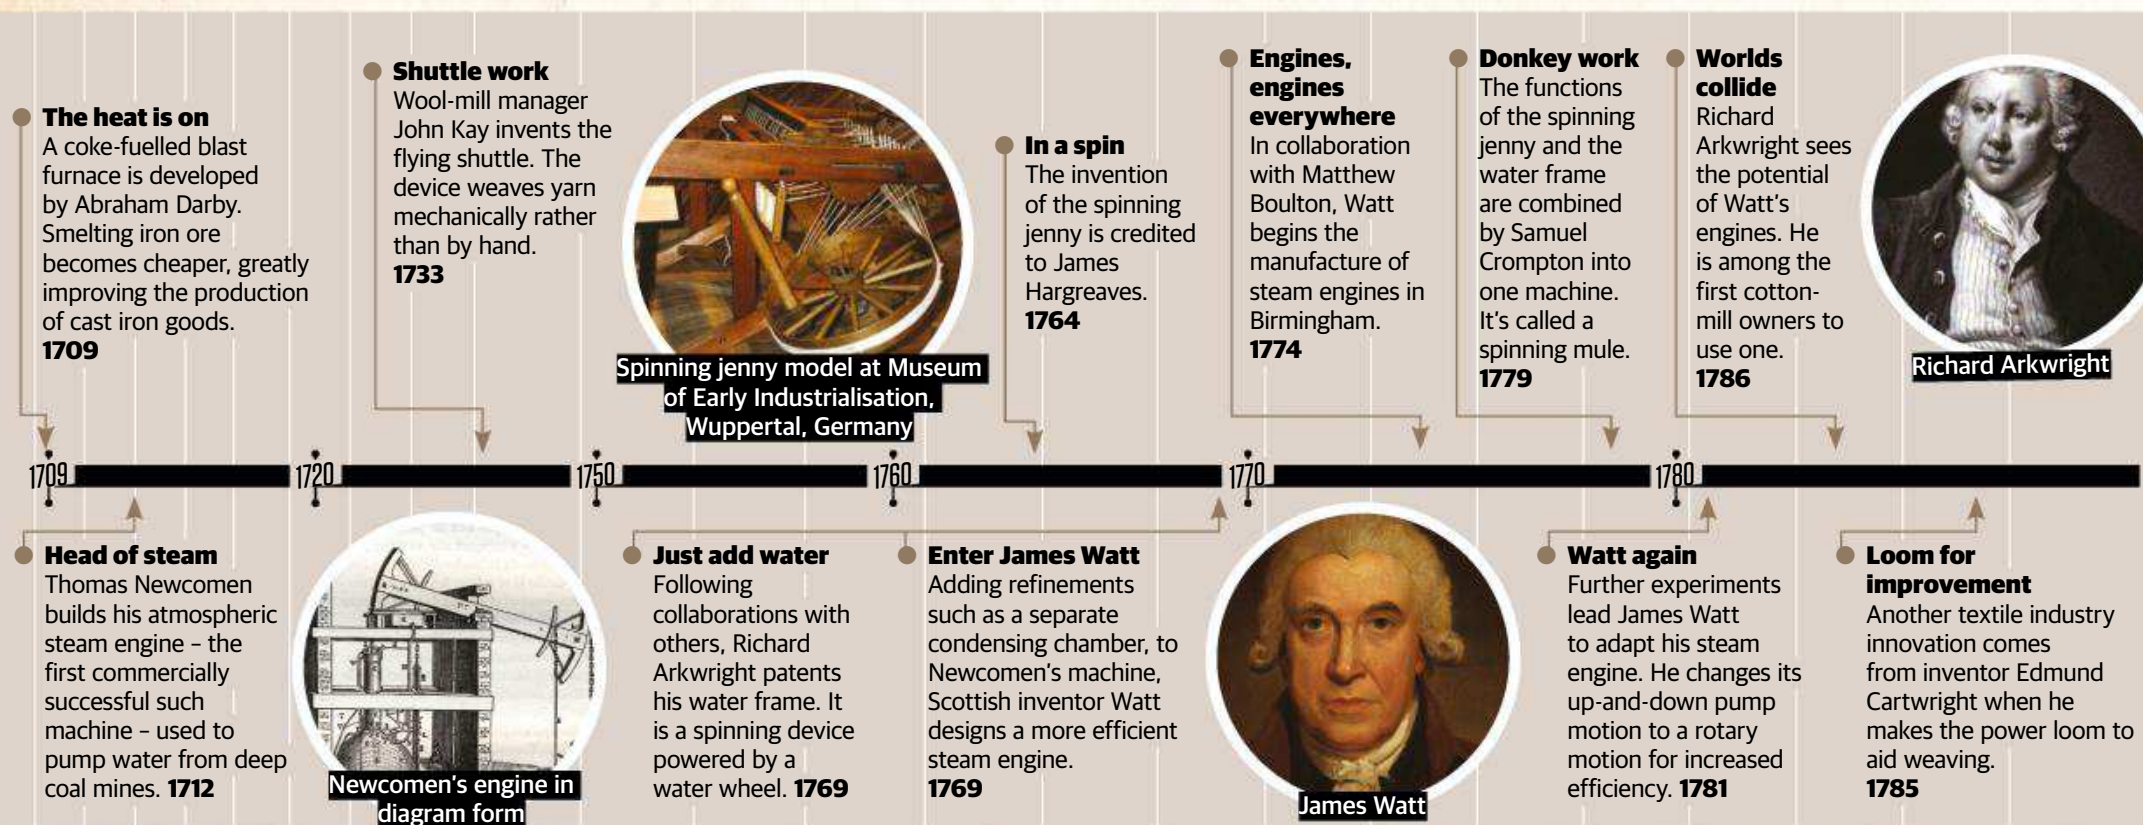 The heat is on
A coke-fuelled blast
furnace is developed
by Abraham Darby.
Smelting iron ore
becomes cheaper, greatly
improving the production
of cast iron goods.
1709
Shuttle work
Wool-mill manager
John Kay invents the
flying shuttle. The
device weaves yarn
mechanically rather
than by hand.
1733
Spinning jenny model at Museum
of Early Industrialisation,
Wuppertal, Germany
In a spin
The invention
of the spinning
jenny is credited
to James
Hargreaves.
1764
Engines,
engines
everywhere
In collaboration
with Matthew
Boulton, Watt
begins the
manufacture of
steam engines in
Birmingham.
1774
Donkey work
The functions
of the spinning
jenny and the
water frame
are combined
by Samuel
Crompton into
one machine.
It's called a
spinning mule.
1779
Worlds
collide
Richard
Arkwright sees
the potential
of Watt's
engines. He
is among the
first cotton-
mill owners to
use one.
1786
Richard Arkwright
1709 1720 1750 1760 1770 1780
Head of steam
Thomas Newcomen
builds his atmospheric
steam engine – the
first commercially
successful such
machine – used to
pump water from deep
coal mines. 1712
Newcomen's engine in
diagram form
Just add water
Following
collaborations with
others, Richard
Arkwright patents
his water frame. It
is a spinning device
powered by a
water wheel. 1769
Enter James Watt
Adding refinements
such as a separate
condensing chamber, to
Newcomen's machine,
Scottish inventor Watt
designs a more efficient
steam engine.
1769
James Watt
Watt again
Further experiments
lead James Watt
to adapt his steam
engine. He changes its
up-and-down pump
motion to a rotary
motion for increased
efficiency. 1781
Loom for
improvement
Another textile industry
innovation comes
from inventor Edmund
Cartwright when he
makes the power loom to
aid weaving.
1785